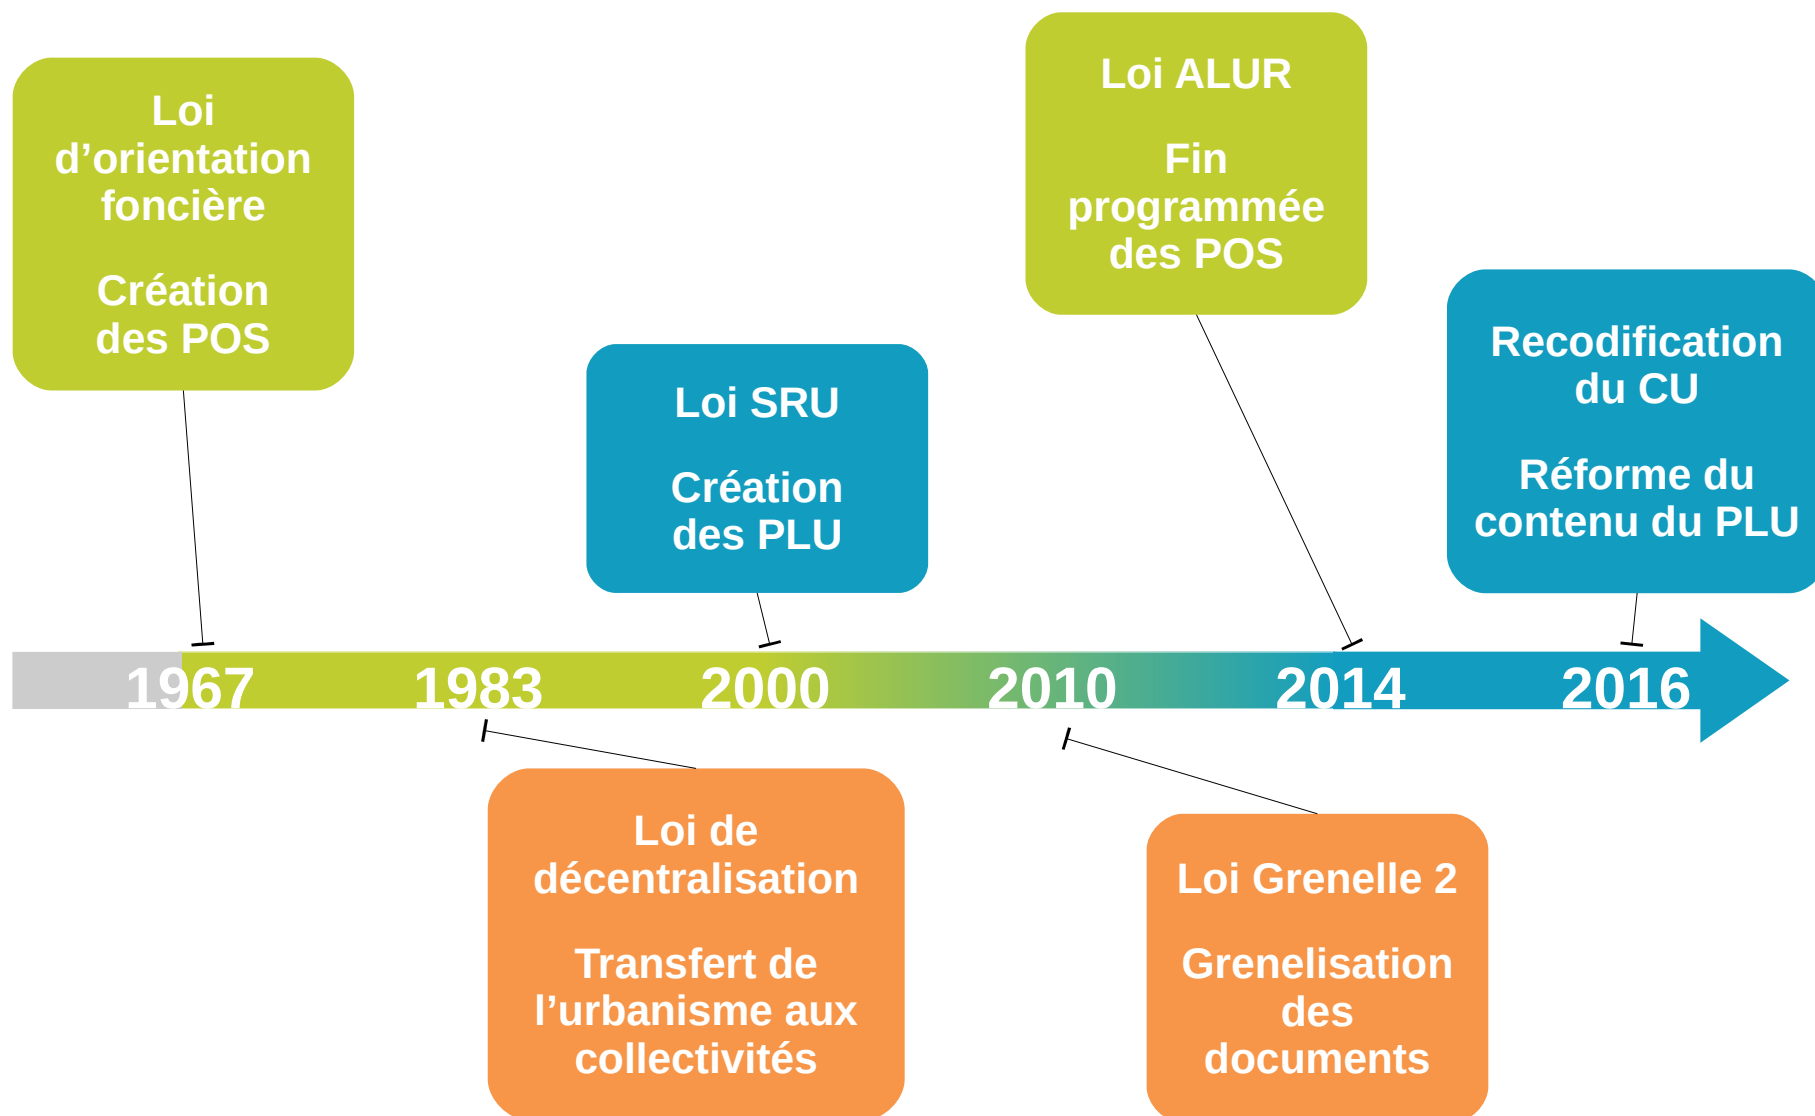 Loi
d’orientation
foncière
Création
des POS
Loi SRU
Création
des PLU
Loi ALUR
Fin
programmée
des POS
Recodification
du CU
Réforme du
contenu du PLU
1967
1983
2000
2010
2014
2016
Loi de
décentralisation
Transfert de
l’urbanisme aux
collectivités
Loi Grenelle 2
Grenelisation
des
documents